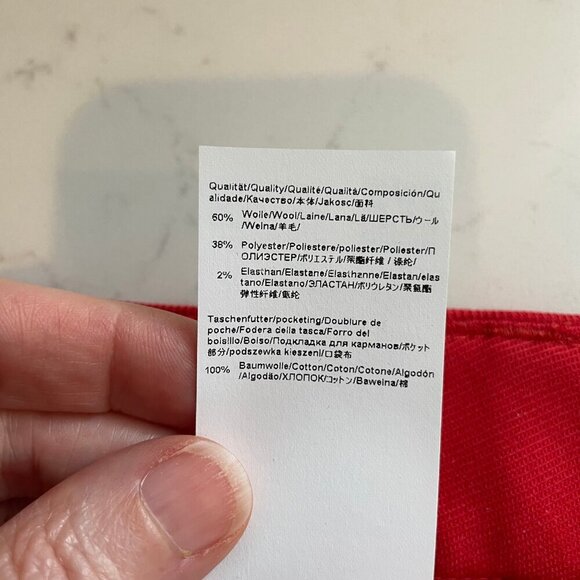 Qualität/Quality/Qualité/Qualità/Composición/Qu
alidade/Качество/本体/Jakosc/面料
60% Wolle/Wool/Laine/Lana/Lã/ШЕРСТЬ/ウール
/Welna/羊毛/
38% Polyester/Poliestere/poliester/Poliester/П
ОЛИЭСТЕР/ポリエステル/聚酯纤维 / 涤纶/
2% Elasthan/Elastane/Elasthanne/Elastan/elas
tano/Elastano/ЭЛАСТАН/ポリウレタン/聚氨酯
弹性纤维/氨纶
Taschenfutter/pocketing/Doublure de
poche/Fodera della tasca/Forro del
bolsillo/Bolso/Подкладка для карманов/ポケット
部分/podszewka kieszeni/口袋布
100% Baumwolle/Cotton/Coton/Cotone/Algodón
/Algodão/ХЛОПОК/コットン/Bawelna/棉